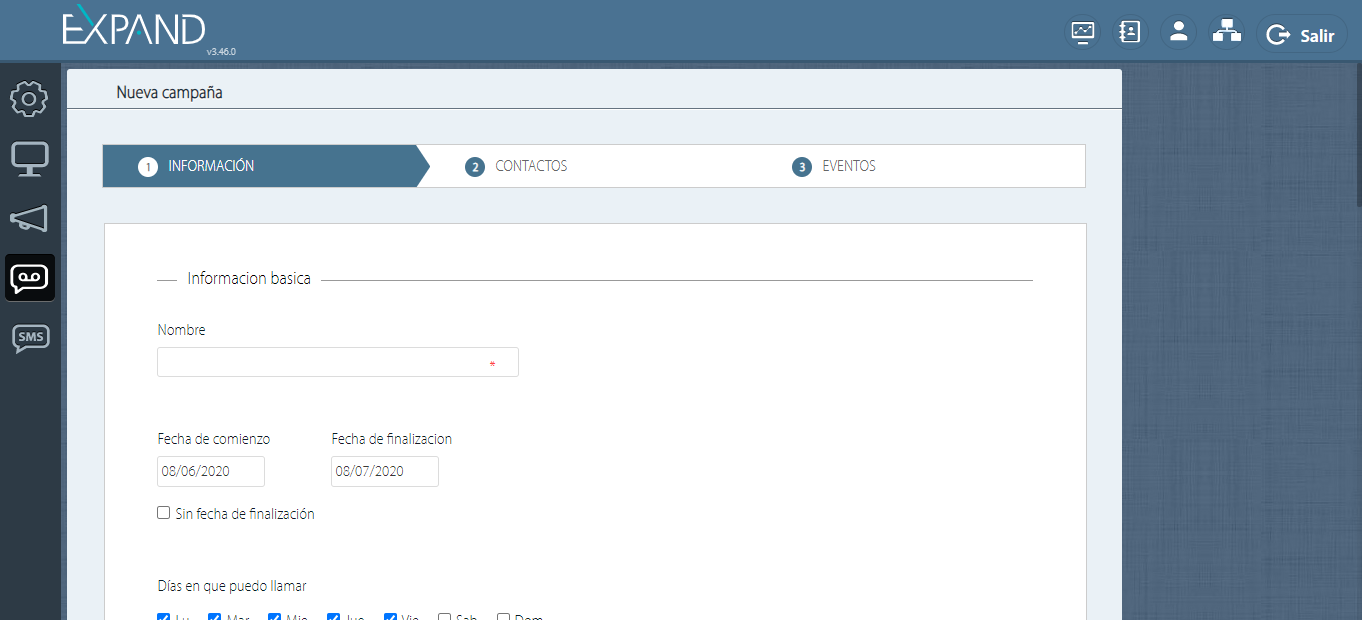 EXPAND
v3.46.0
Salir
Nueva campaña
1 INFORMACIÓN 2 CONTACTOS 3 EVENTOS
SMS
Informacion basica
Nombre
*
Fecha de comienzo Fecha de finalizacion
08/06/2020 08/07/2020
Sin fecha de finalización
Días en que puedo llamar
Lu Mar Mie Jue Vie Sab Dom